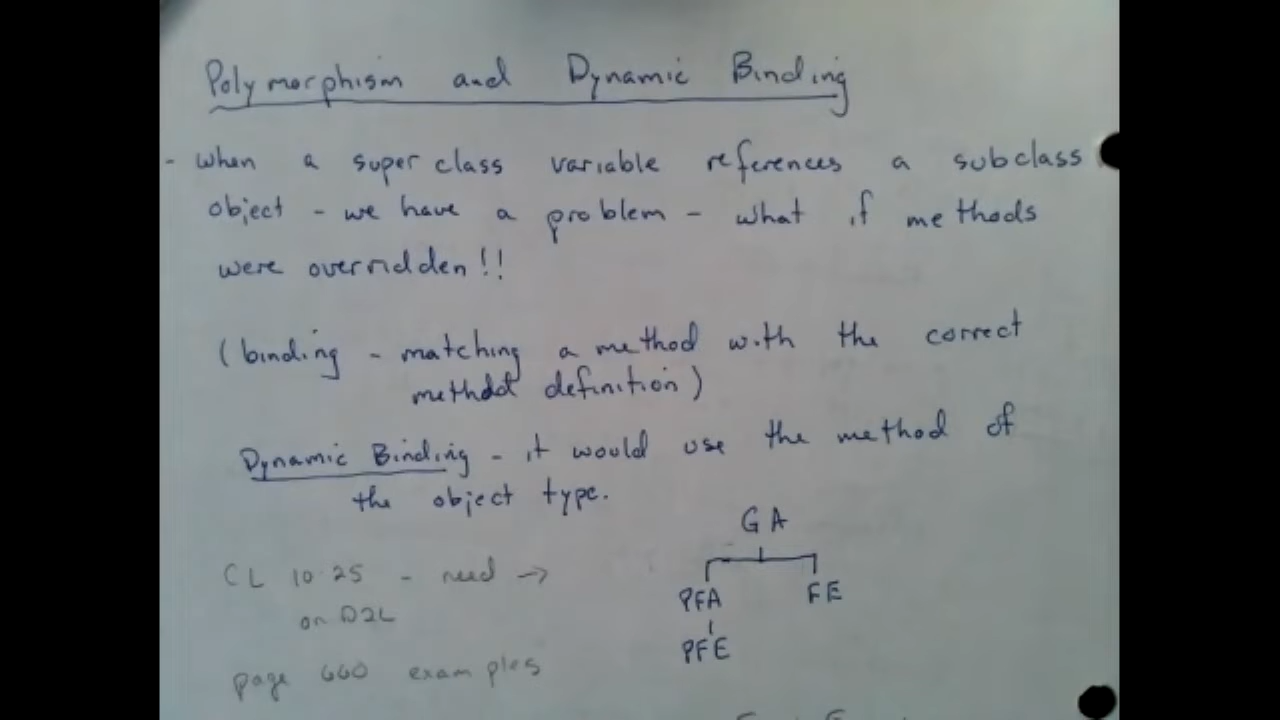 Polymorphism and Dynamic Binding
- when a super class variable references a subclass
object - we have a problem - what if methods
were overridden!!
(binding - matching a method with the correct
method definition)
Dynamic Binding - it would use the method of
the object type.
GA
CL 10.25 - need →
PFA FE
on D2L
PFE
page 660 examples